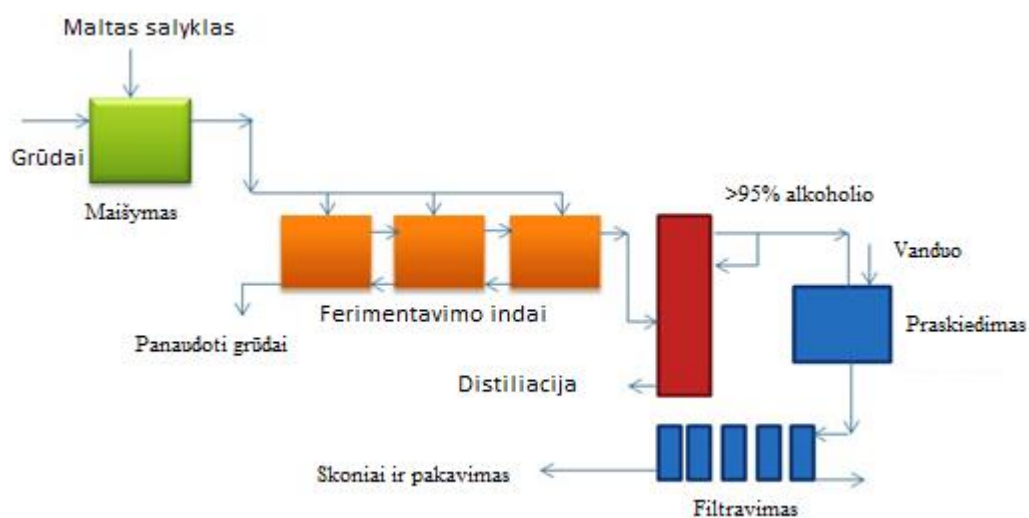 Maltas salyklas
Grūdai
Maišymas
>95% alkoholio
Vanduo
Ferimentavimo indai
Praskiedimas
Panaudoti grūdai
Distiliacija
Skoniai ir pakavimas
Filtravimas